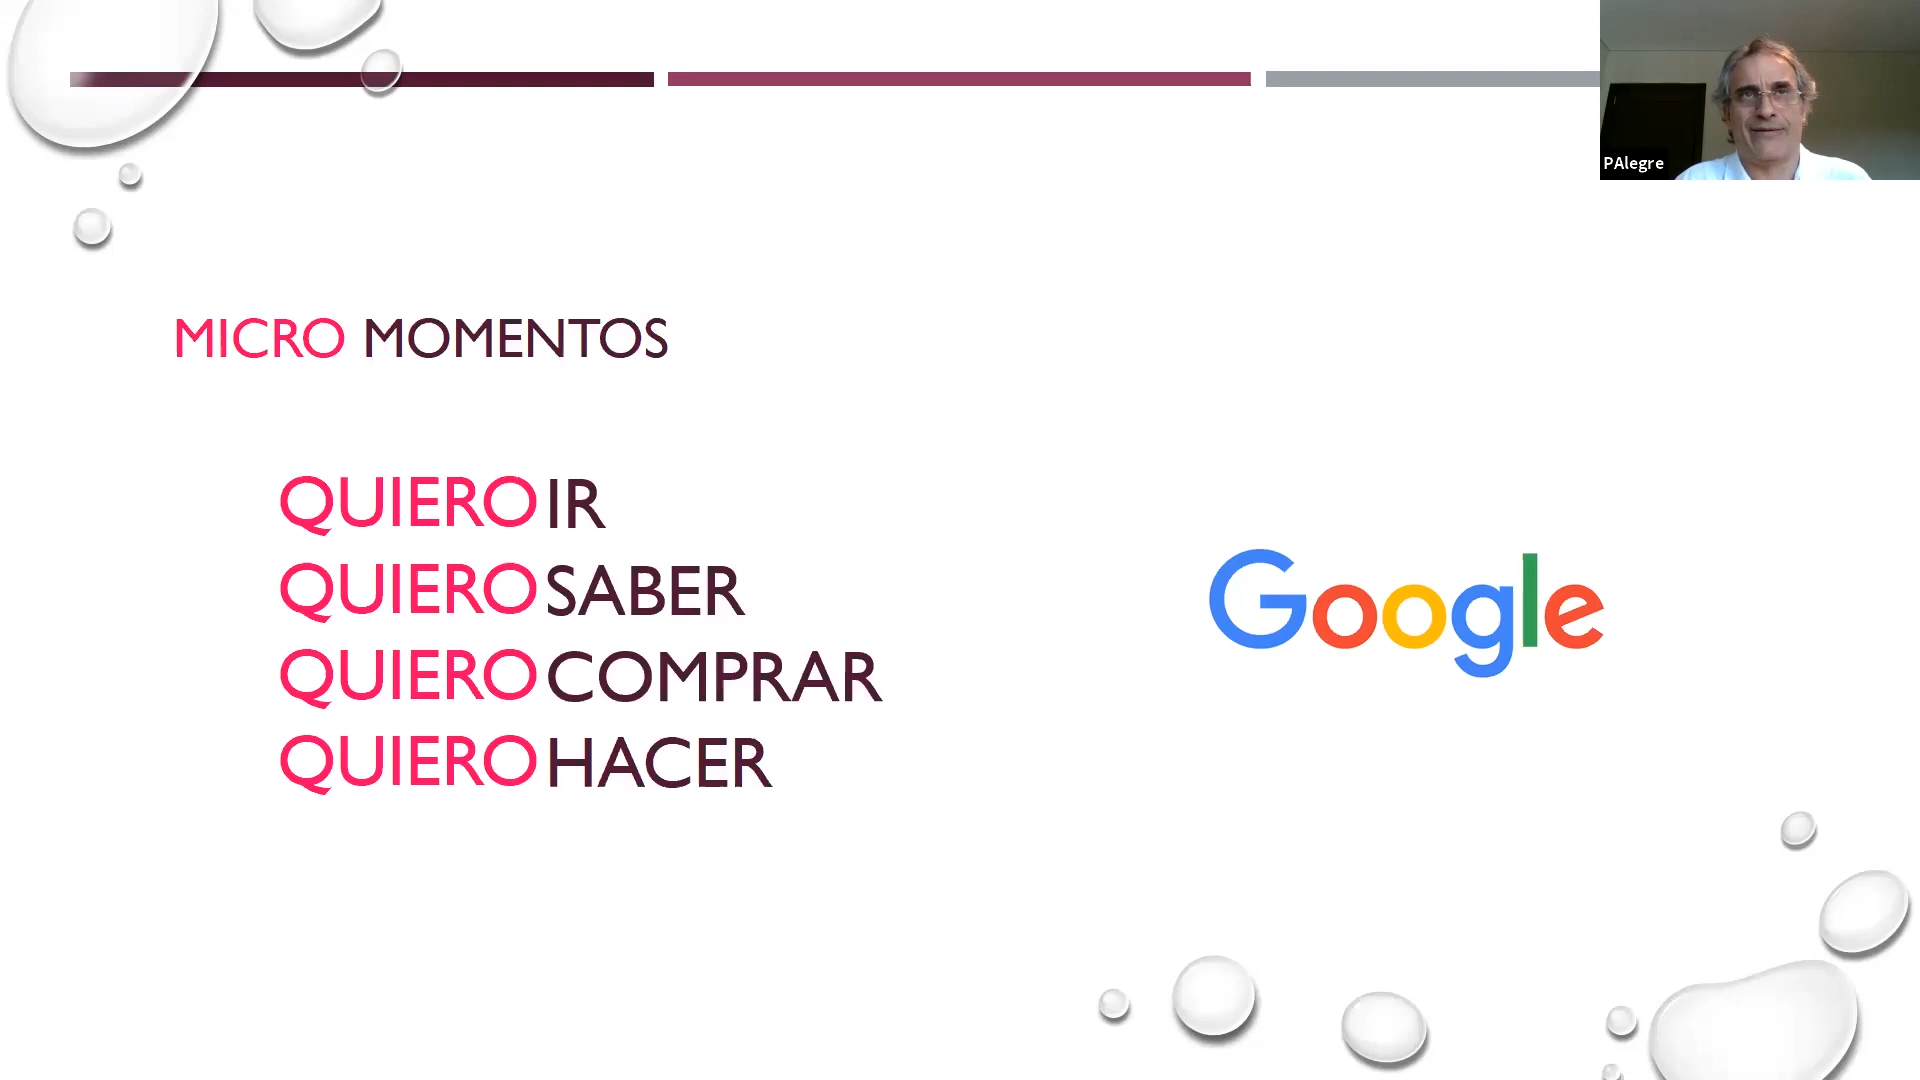 PAlegre
MICRO MOMENTOS
QUIERO IR
QUIERO SABER
QUIERO COMPRAR
QUIERO HACER
Google